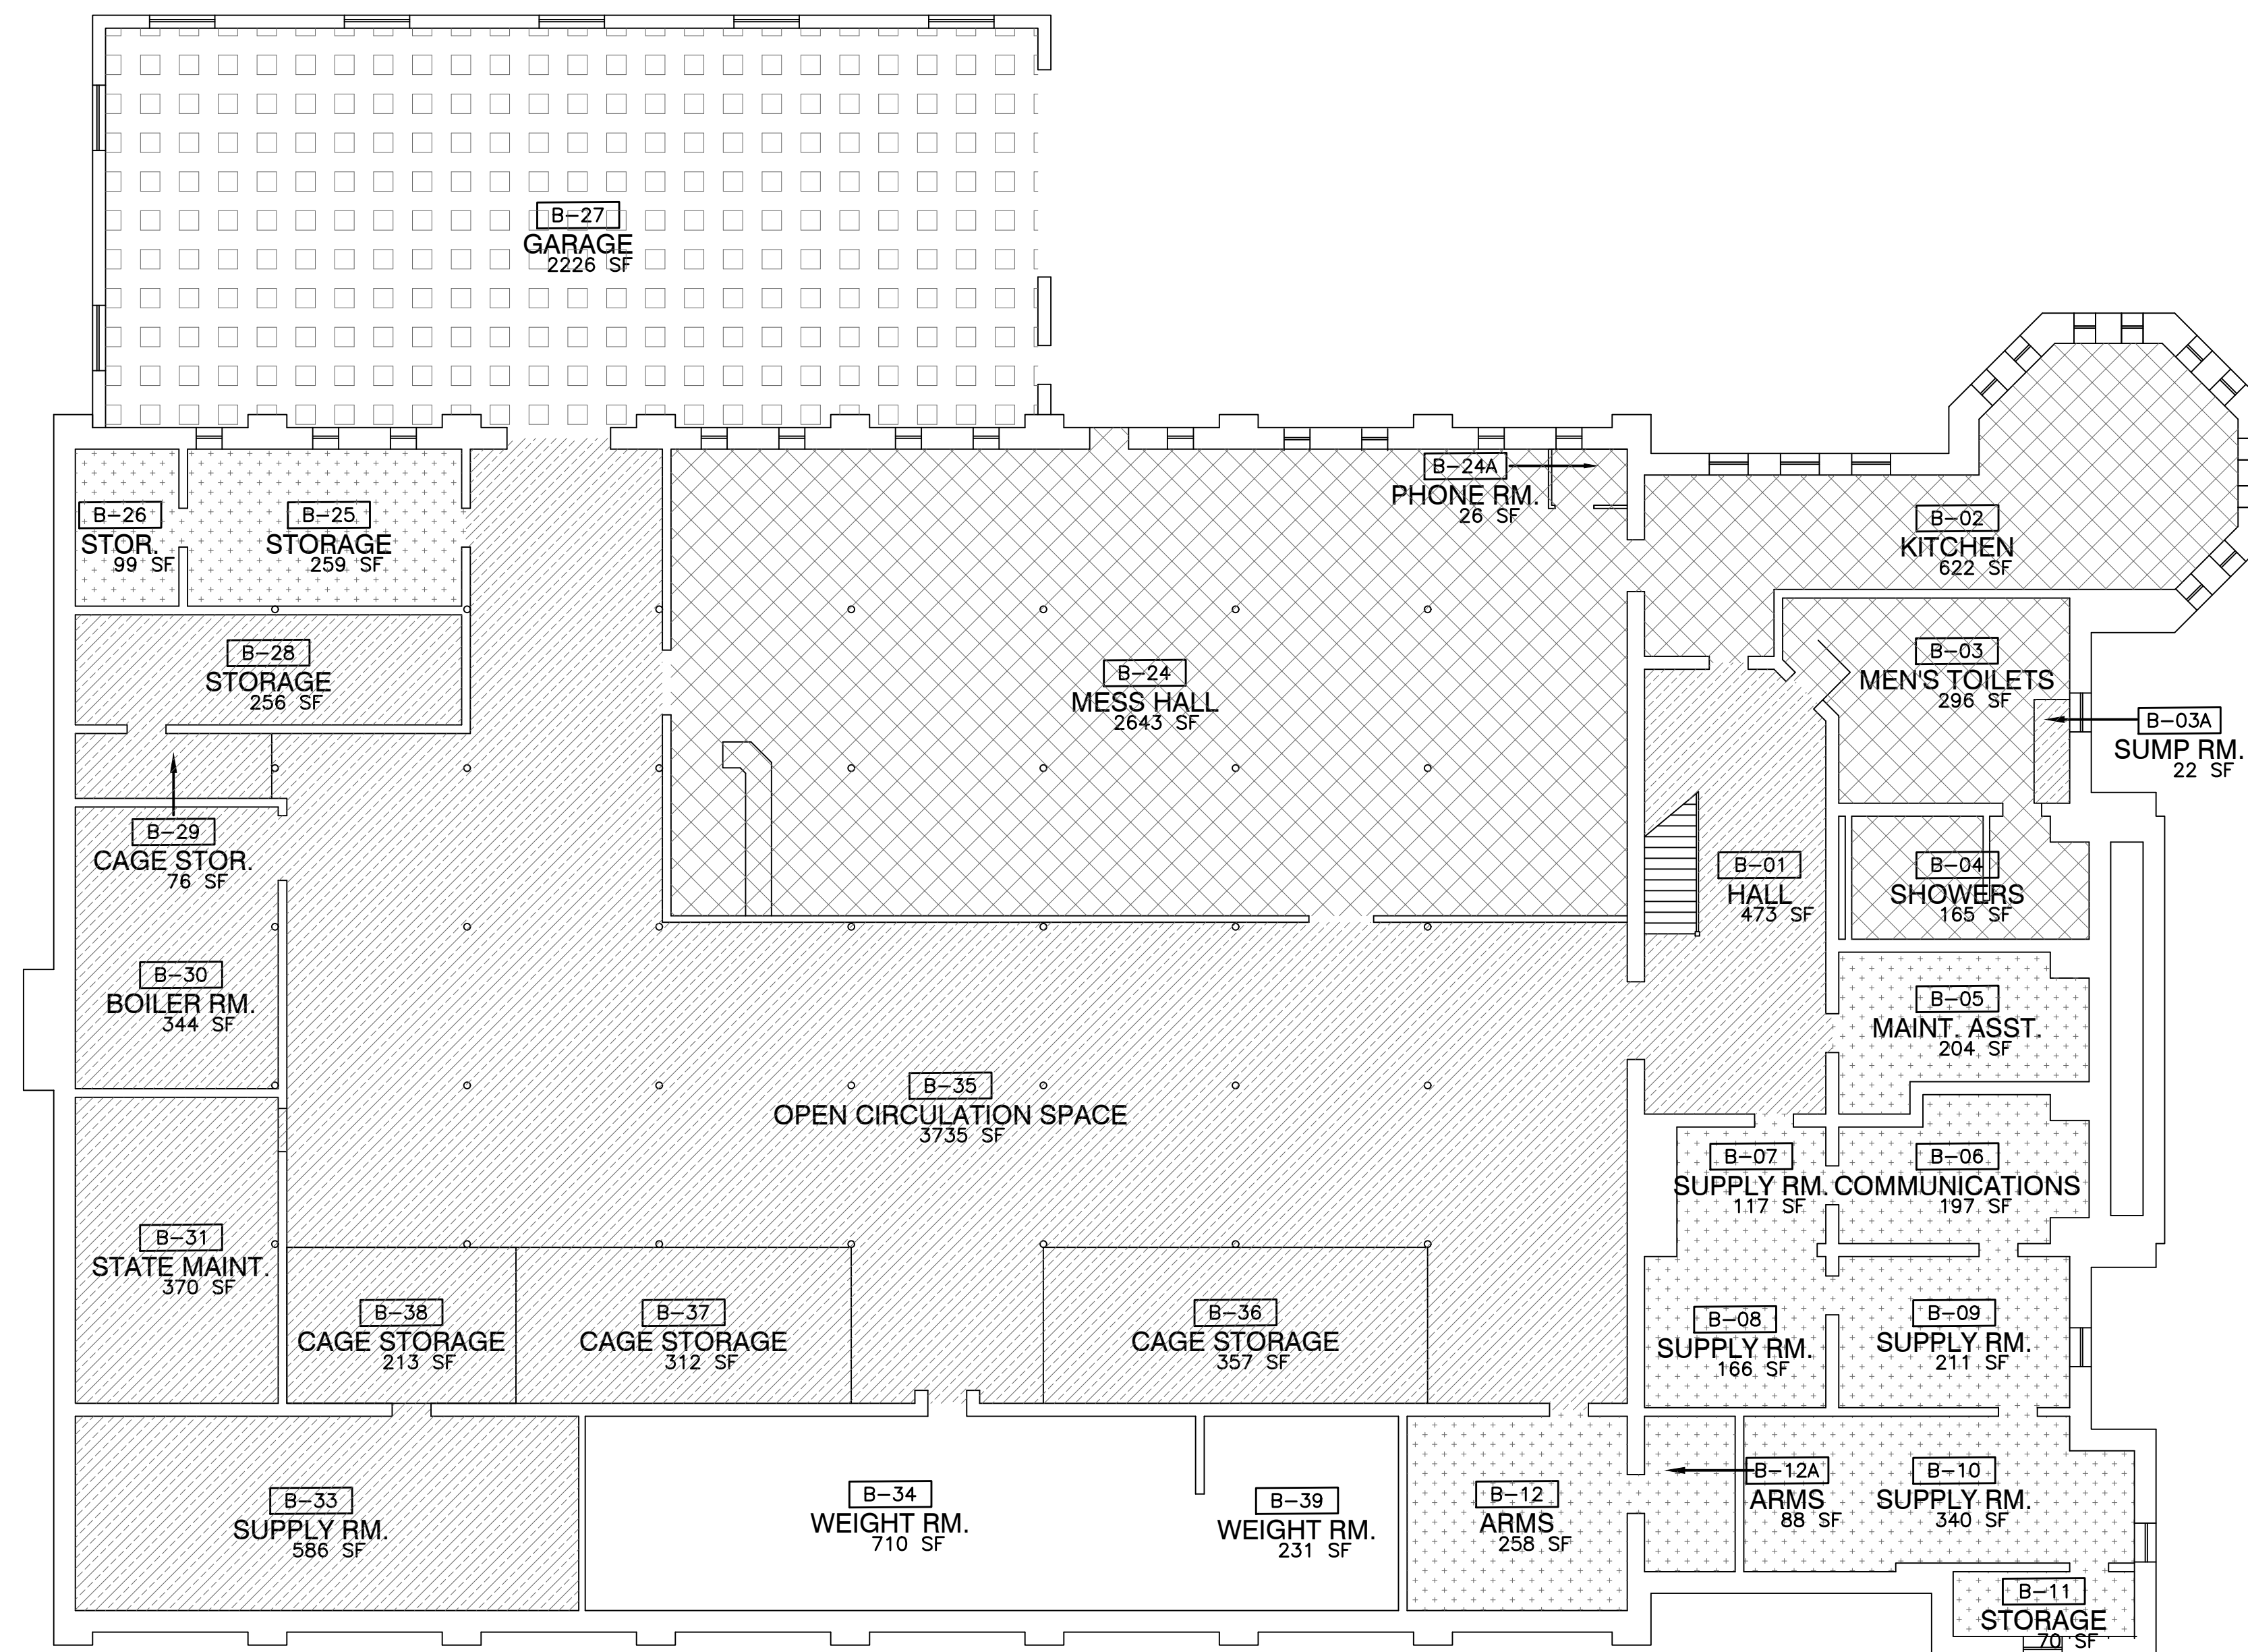 B-27
GARAGE
2226 SF
B-24A
PHONE RM.
26 SF
B-26
STOR.
99 SF
B-25
STORAGE
259 SF
B-02
KITCHEN
622 SF
B-28
STORAGE
256 SF
B-24
MESS HALL
2643 SF
B-03
MEN'S TOILETS
296 SF
B-03A
SUMP RM.
22 SF
B-29
CAGE STOR.
76 SF
B-01
HALL
473 SF
B-04
SHOWERS
165 SF
B-30
BOILER RM.
344 SF
B-05
MAINT. ASST.
204 SF
B-35
OPEN CIRCULATION SPACE
3735 SF
B-07
SUPPLY RM.
117 SF
B-06
COMMUNICATIONS
197 SF
B-31
STATE MAINT.
370 SF
B-38
CAGE STORAGE
213 SF
B-37
CAGE STORAGE
312 SF
B-36
CAGE STORAGE
357 SF
B-08
SUPPLY RM.
166 SF
B-09
SUPPLY RM.
211 SF
B-33
SUPPLY RM.
586 SF
B-34
WEIGHT RM.
710 SF
B-39
WEIGHT RM.
231 SF
B-12
ARMS
258 SF
B-12A
ARMS
88 SF
B-10
SUPPLY RM.
340 SF
B-11
STORAGE
70 SF